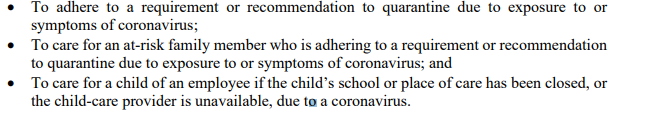 • To adhere to a requirement or recommendation to quarantine due to exposure to or
symptoms of coronavirus;
• To care for an at-risk family member who is adhering to a requirement or recommendation
to quarantine due to exposure to or symptoms of coronavirus; and
• To care for a child of an employee if the child’s school or place of care has been closed, or
the child-care provider is unavailable, due to a coronavirus.